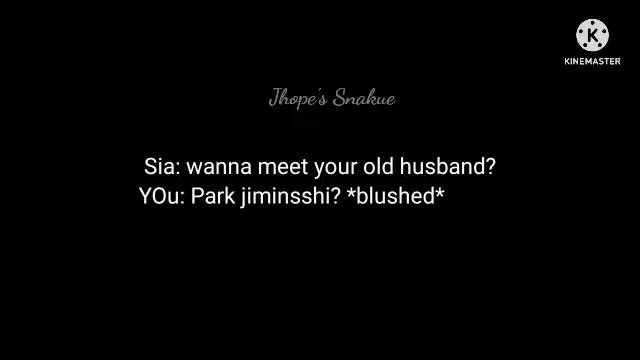 KINEMASTER
Jhope's Snakue
Sia: wanna meet your old husband?
YOu: Park jiminsshi? *blushed*